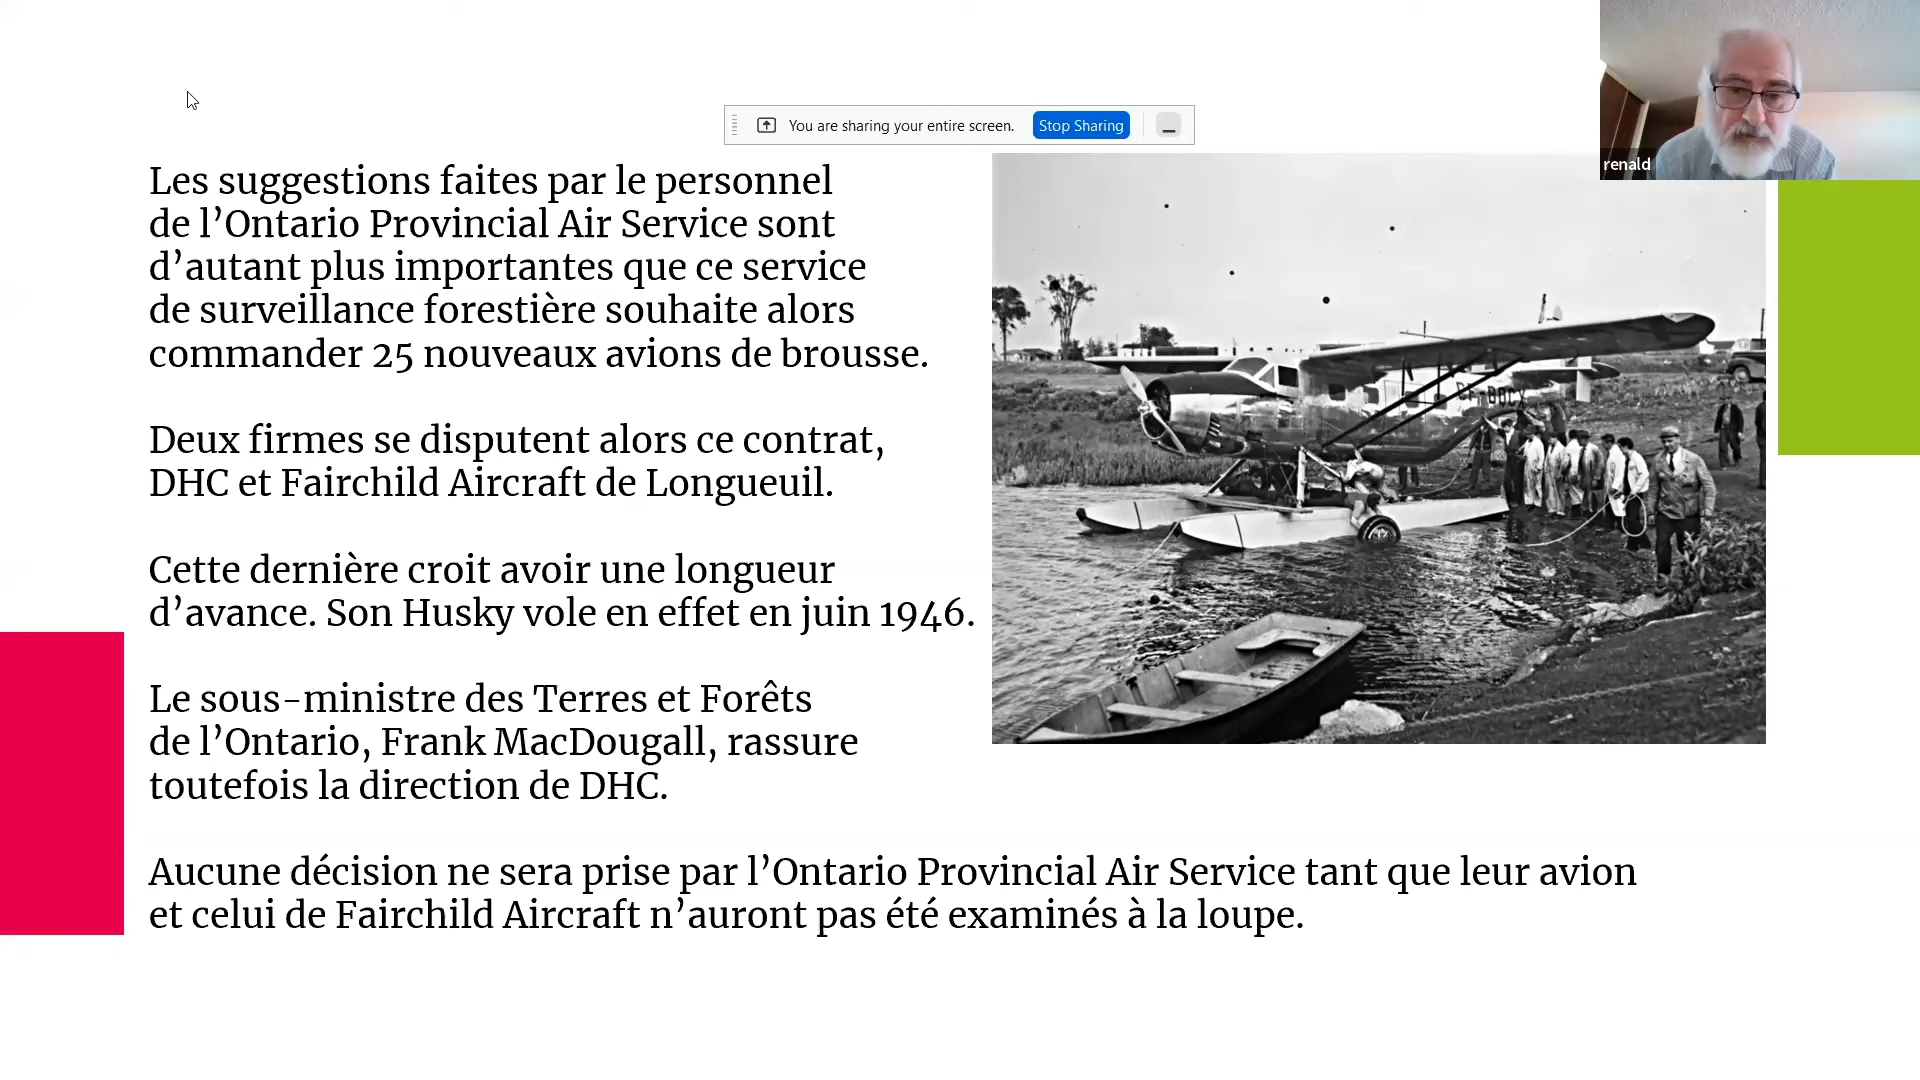 You are sharing your entire screen.
Stop Sharing
renald
Les suggestions faites par le personnel
de l’Ontario Provincial Air Service sont
d’autant plus importantes que ce service
de surveillance forestière souhaite alors
commander 25 nouveaux avions de brousse.
Deux firmes se disputent alors ce contrat,
DHC et Fairchild Aircraft de Longueuil.
Cette dernière croit avoir une longueur
d’avance. Son Husky vole en effet en juin 1946.
Le sous-ministre des Terres et Forêts
de l’Ontario, Frank MacDougall, rassure
toutefois la direction de DHC.
Aucune décision ne sera prise par l’Ontario Provincial Air Service tant que leur avion
et celui de Fairchild Aircraft n’auront pas été examinés à la loupe.